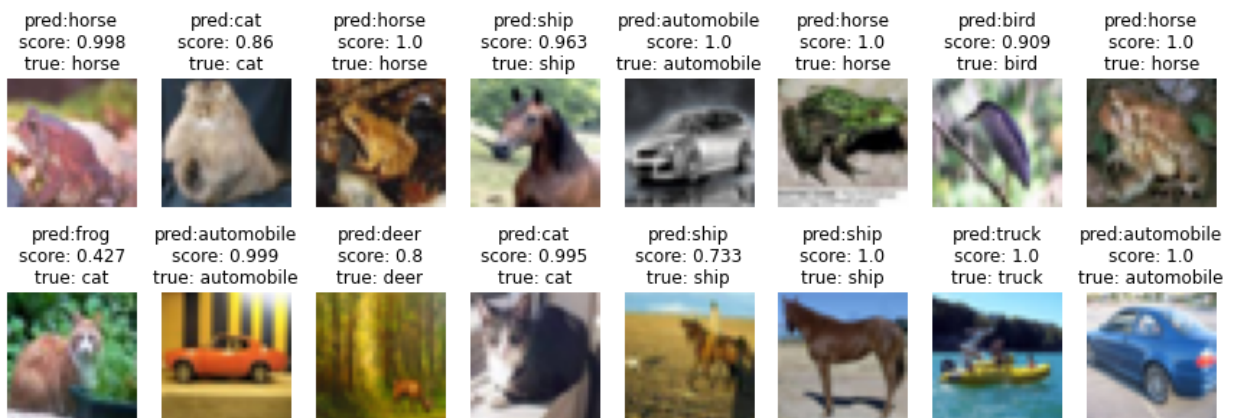 pred:horse
score: 0.998
true: horse
pred:cat
score: 0.86
true: cat
pred:horse
score: 1.0
true: horse
pred:ship
score: 0.963
true: ship
pred:automobile
score: 1.0
true: automobile
pred:horse
score: 1.0
true: horse
pred:bird
score: 0.909
true: bird
pred:horse
score: 1.0
true: horse
pred:frog
score: 0.427
true: cat
pred:automobile
score: 0.999
true: automobile
pred:deer
score: 0.8
true: deer
pred:cat
score: 0.995
true: cat
pred:ship
score: 0.733
true: ship
pred:ship
score: 1.0
true: ship
pred:truck
score: 1.0
true: truck
pred:automobile
score: 1.0
true: automobile